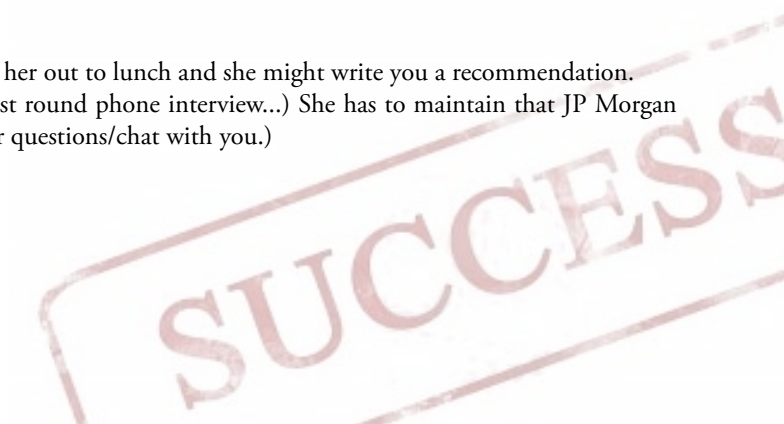 her out to lunch and she might write you a recommendation.
st round phone interview...) She has to maintain that JP Morgan
r questions/chat with you.)
SUCCESS